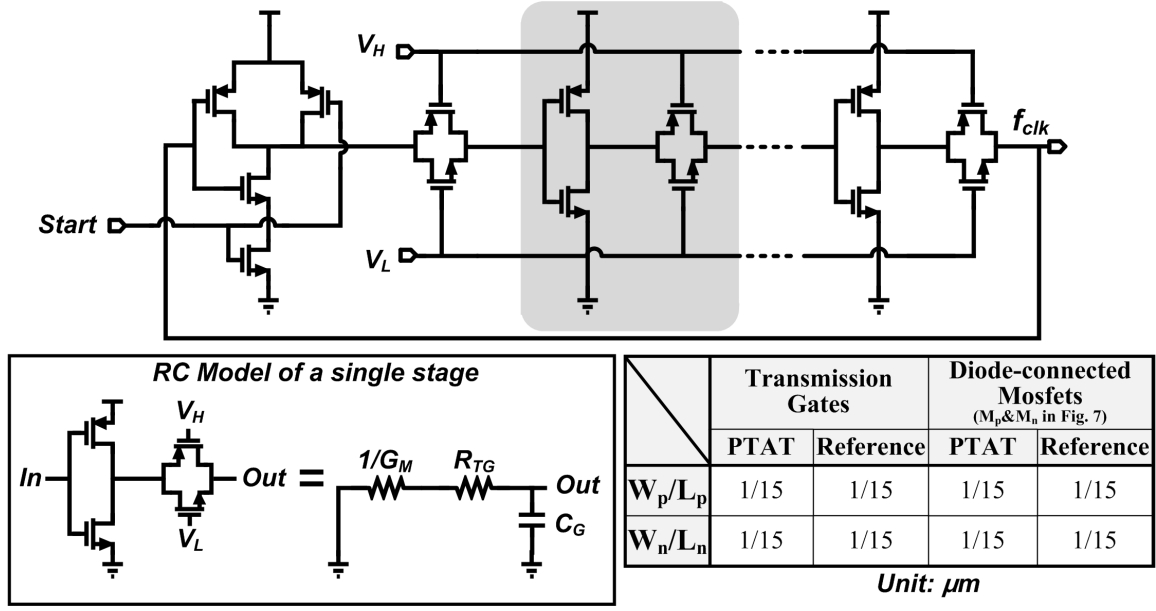 V_H
f_clk
Start
V_L
RC Model of a single stage
V_H
In
Out
=
1/G_M
R_TG
Out
C_G
V_L
Transmission Gates
Diode-connected Mosfets
(M_p&M_n in Fig. 7)
PTAT Reference PTAT Reference
W_p/L_p 1/15 1/15 1/15 1/15
W_n/L_n 1/15 1/15 1/15 1/15
Unit: μm